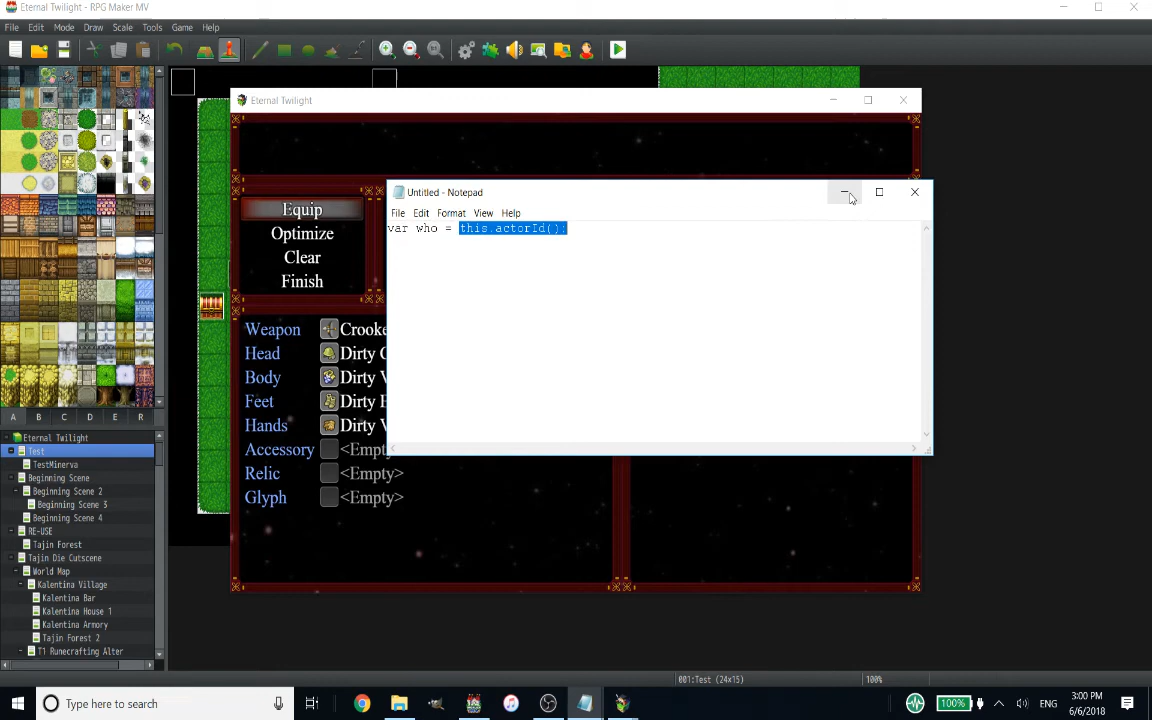 Eternal Twilight - RPG Maker MV
File Edit Mode Draw Scale Tools Game Help
Eternal Twilight
Untitled - Notepad
File Edit Format View Help
var who = this.actorId();
Equip
Optimize
Clear
Finish
Weapon Crooke
Head Dirty
Body Dirty
Feet Dirty
Hands Dirty
Accessory <Empty>
Relic <Empty>
Glyph <Empty>
A B C D E R
Eternal Twilight
Test
TestMinerva
Beginning Scene
Beginning Scene 2
Beginning Scene 3
Beginning Scene 4
RE-USE
Tajin Forest
Tajin Die Cutscene
World Map
Kalentina Village
Kalentina Bar
Kalentina House 1
Kalentina Armory
Tajin Forest 2
T1 Runecrafting Alter
001:Test (24x15) 100%
Type here to search
100%
ENG
3:00 PM
6/6/2018